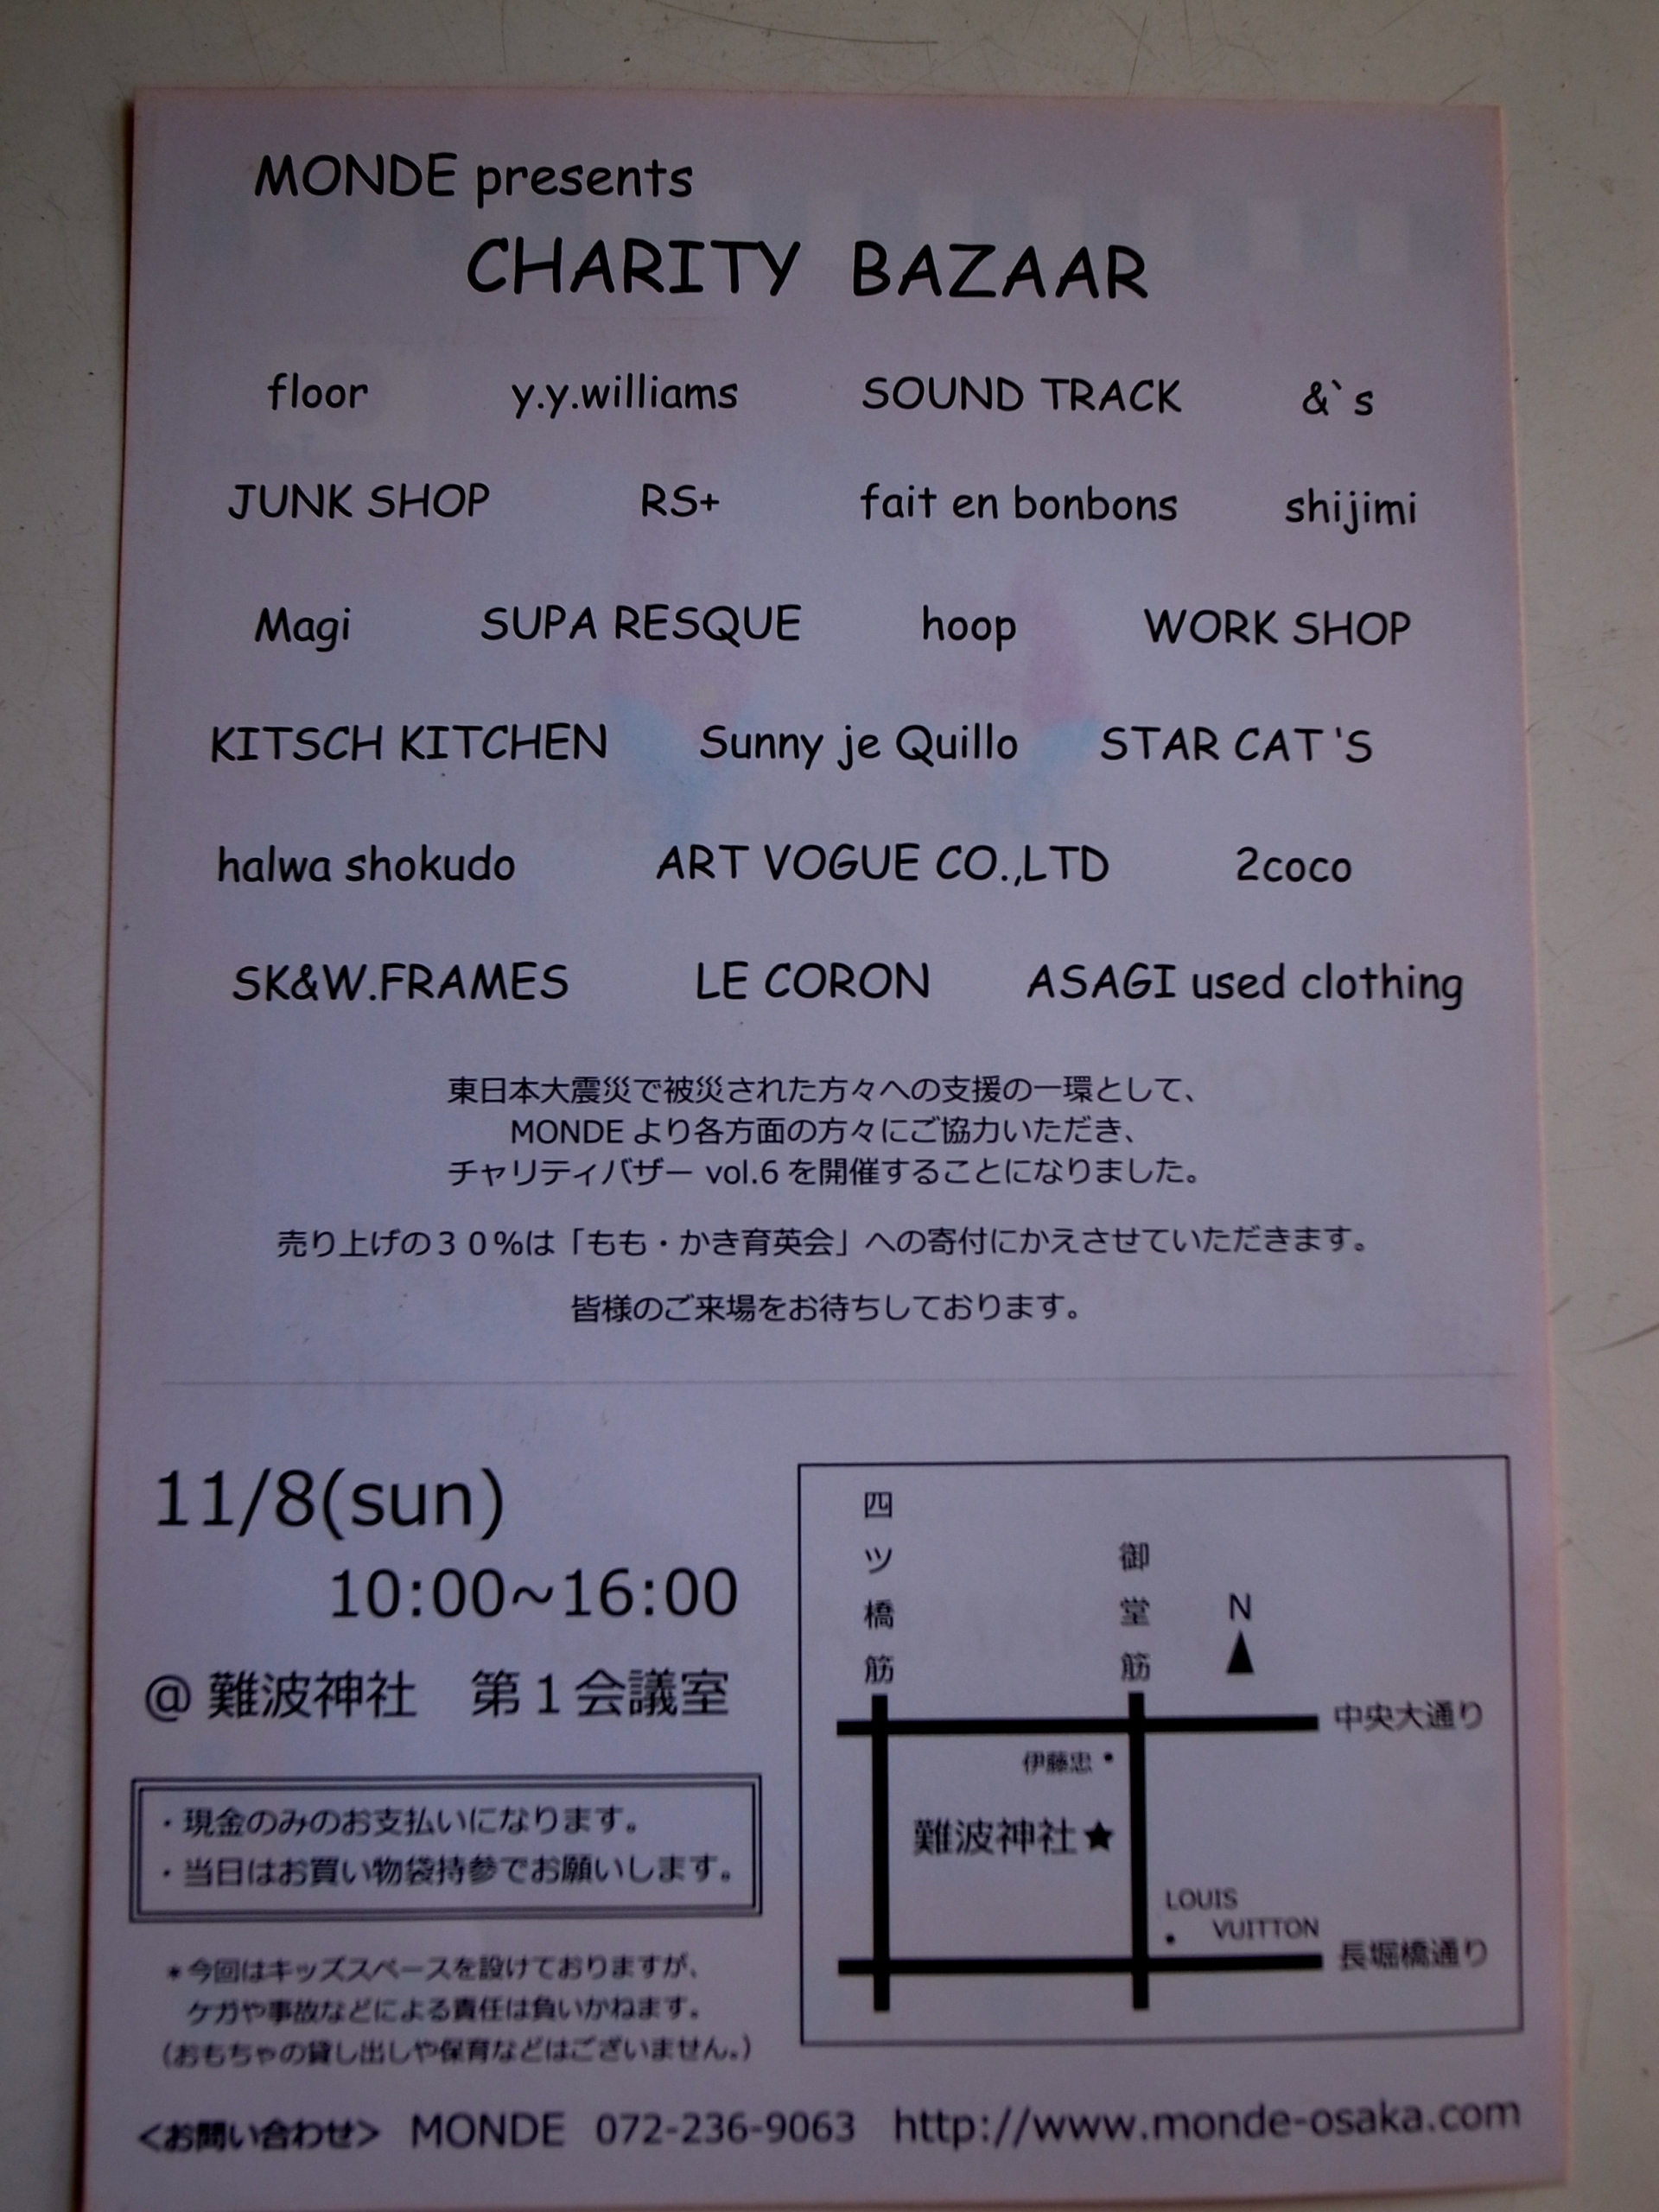 MONDE presents
CHARITY BAZAAR
floor y.y.williams SOUND TRACK &`s
JUNK SHOP RS+ fait en bonbons shijimi
Magi SUPA RESQUE hoop WORK SHOP
KITSCH KITCHEN Sunny je Quillo STAR CAT 'S
halwa shokudo ART VOGUE CO.,LTD 2coco
SK&W.FRAMES LE CORON ASAGI used clothing
東日本大震災で被災された方々への支援の一環として、
MONDE より各方面の方々にご協力いただき、
チャリティバザー vol.6 を開催することになりました。
売り上げの３０%は「もも・かき育英会」への寄付にかえさせていただきます。
皆様のご来場をお待ちしております。
11/8(sun)
10:00~16:00
@ 難波神社　第１会議室
・現金のみのお支払いになります。
・当日はお買い物袋持参でお願いします。
*今回はキッズスペースを設けておりますが、
ケガや事故などによる責任は負いかねます。
（おもちゃの貸し出しや保育などはございません。）
四ツ橋筋
御堂筋
N
中央大通り
伊藤忠
難波神社★
LOUIS
VUITTON
長堀橋通り
<お問い合わせ> MONDE 072-236-9063 http://www.monde-osaka.com